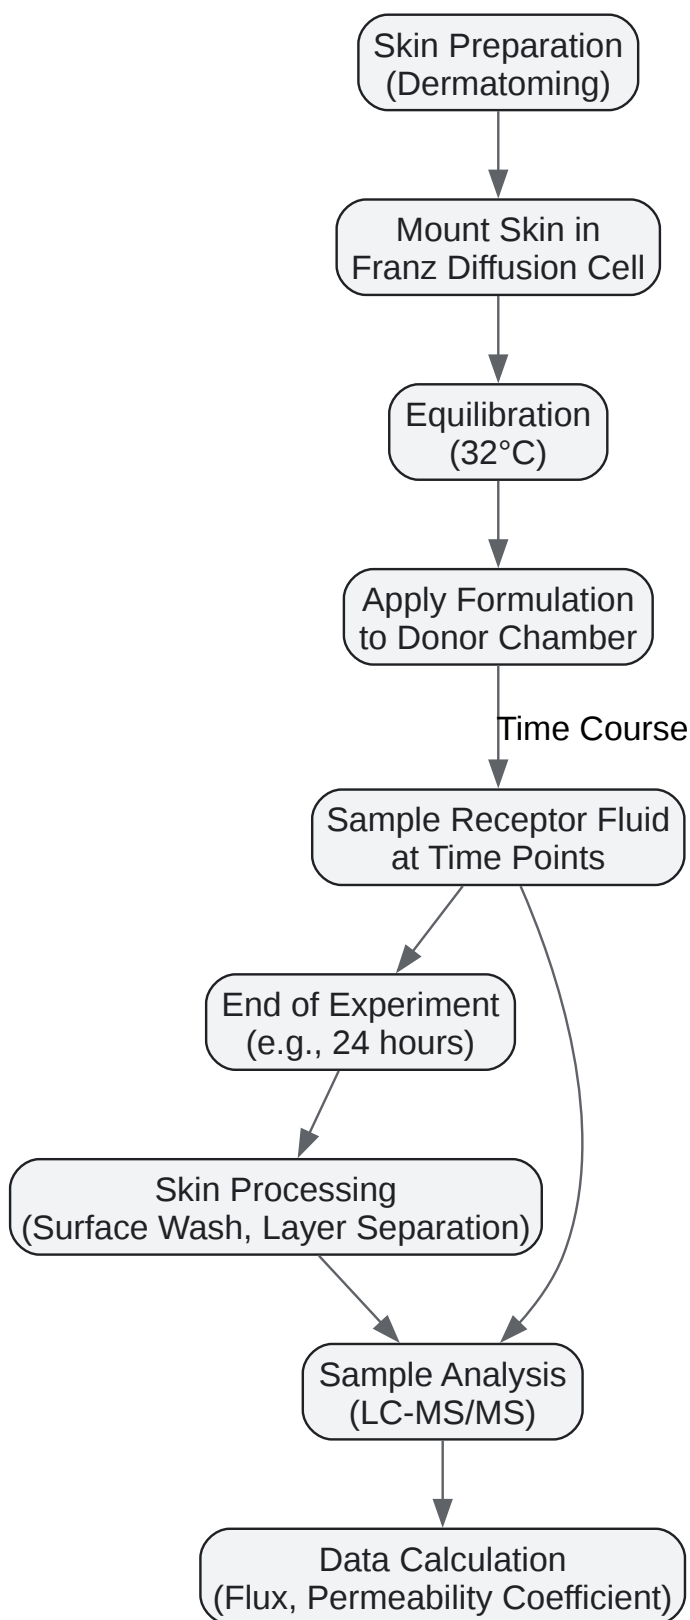 Skin Preparation
(Dermatoming)
Mount Skin in
Franz Diffusion Cell
Equilibration
(32°C)
Apply Formulation
to Donor Chamber
Time Course
Sample Receptor Fluid
at Time Points
End of Experiment
(e.g., 24 hours)
Skin Processing
(Surface Wash, Layer Separation)
Sample Analysis
(LC-MS/MS)
Data Calculation
(Flux, Permeability Coefficient)